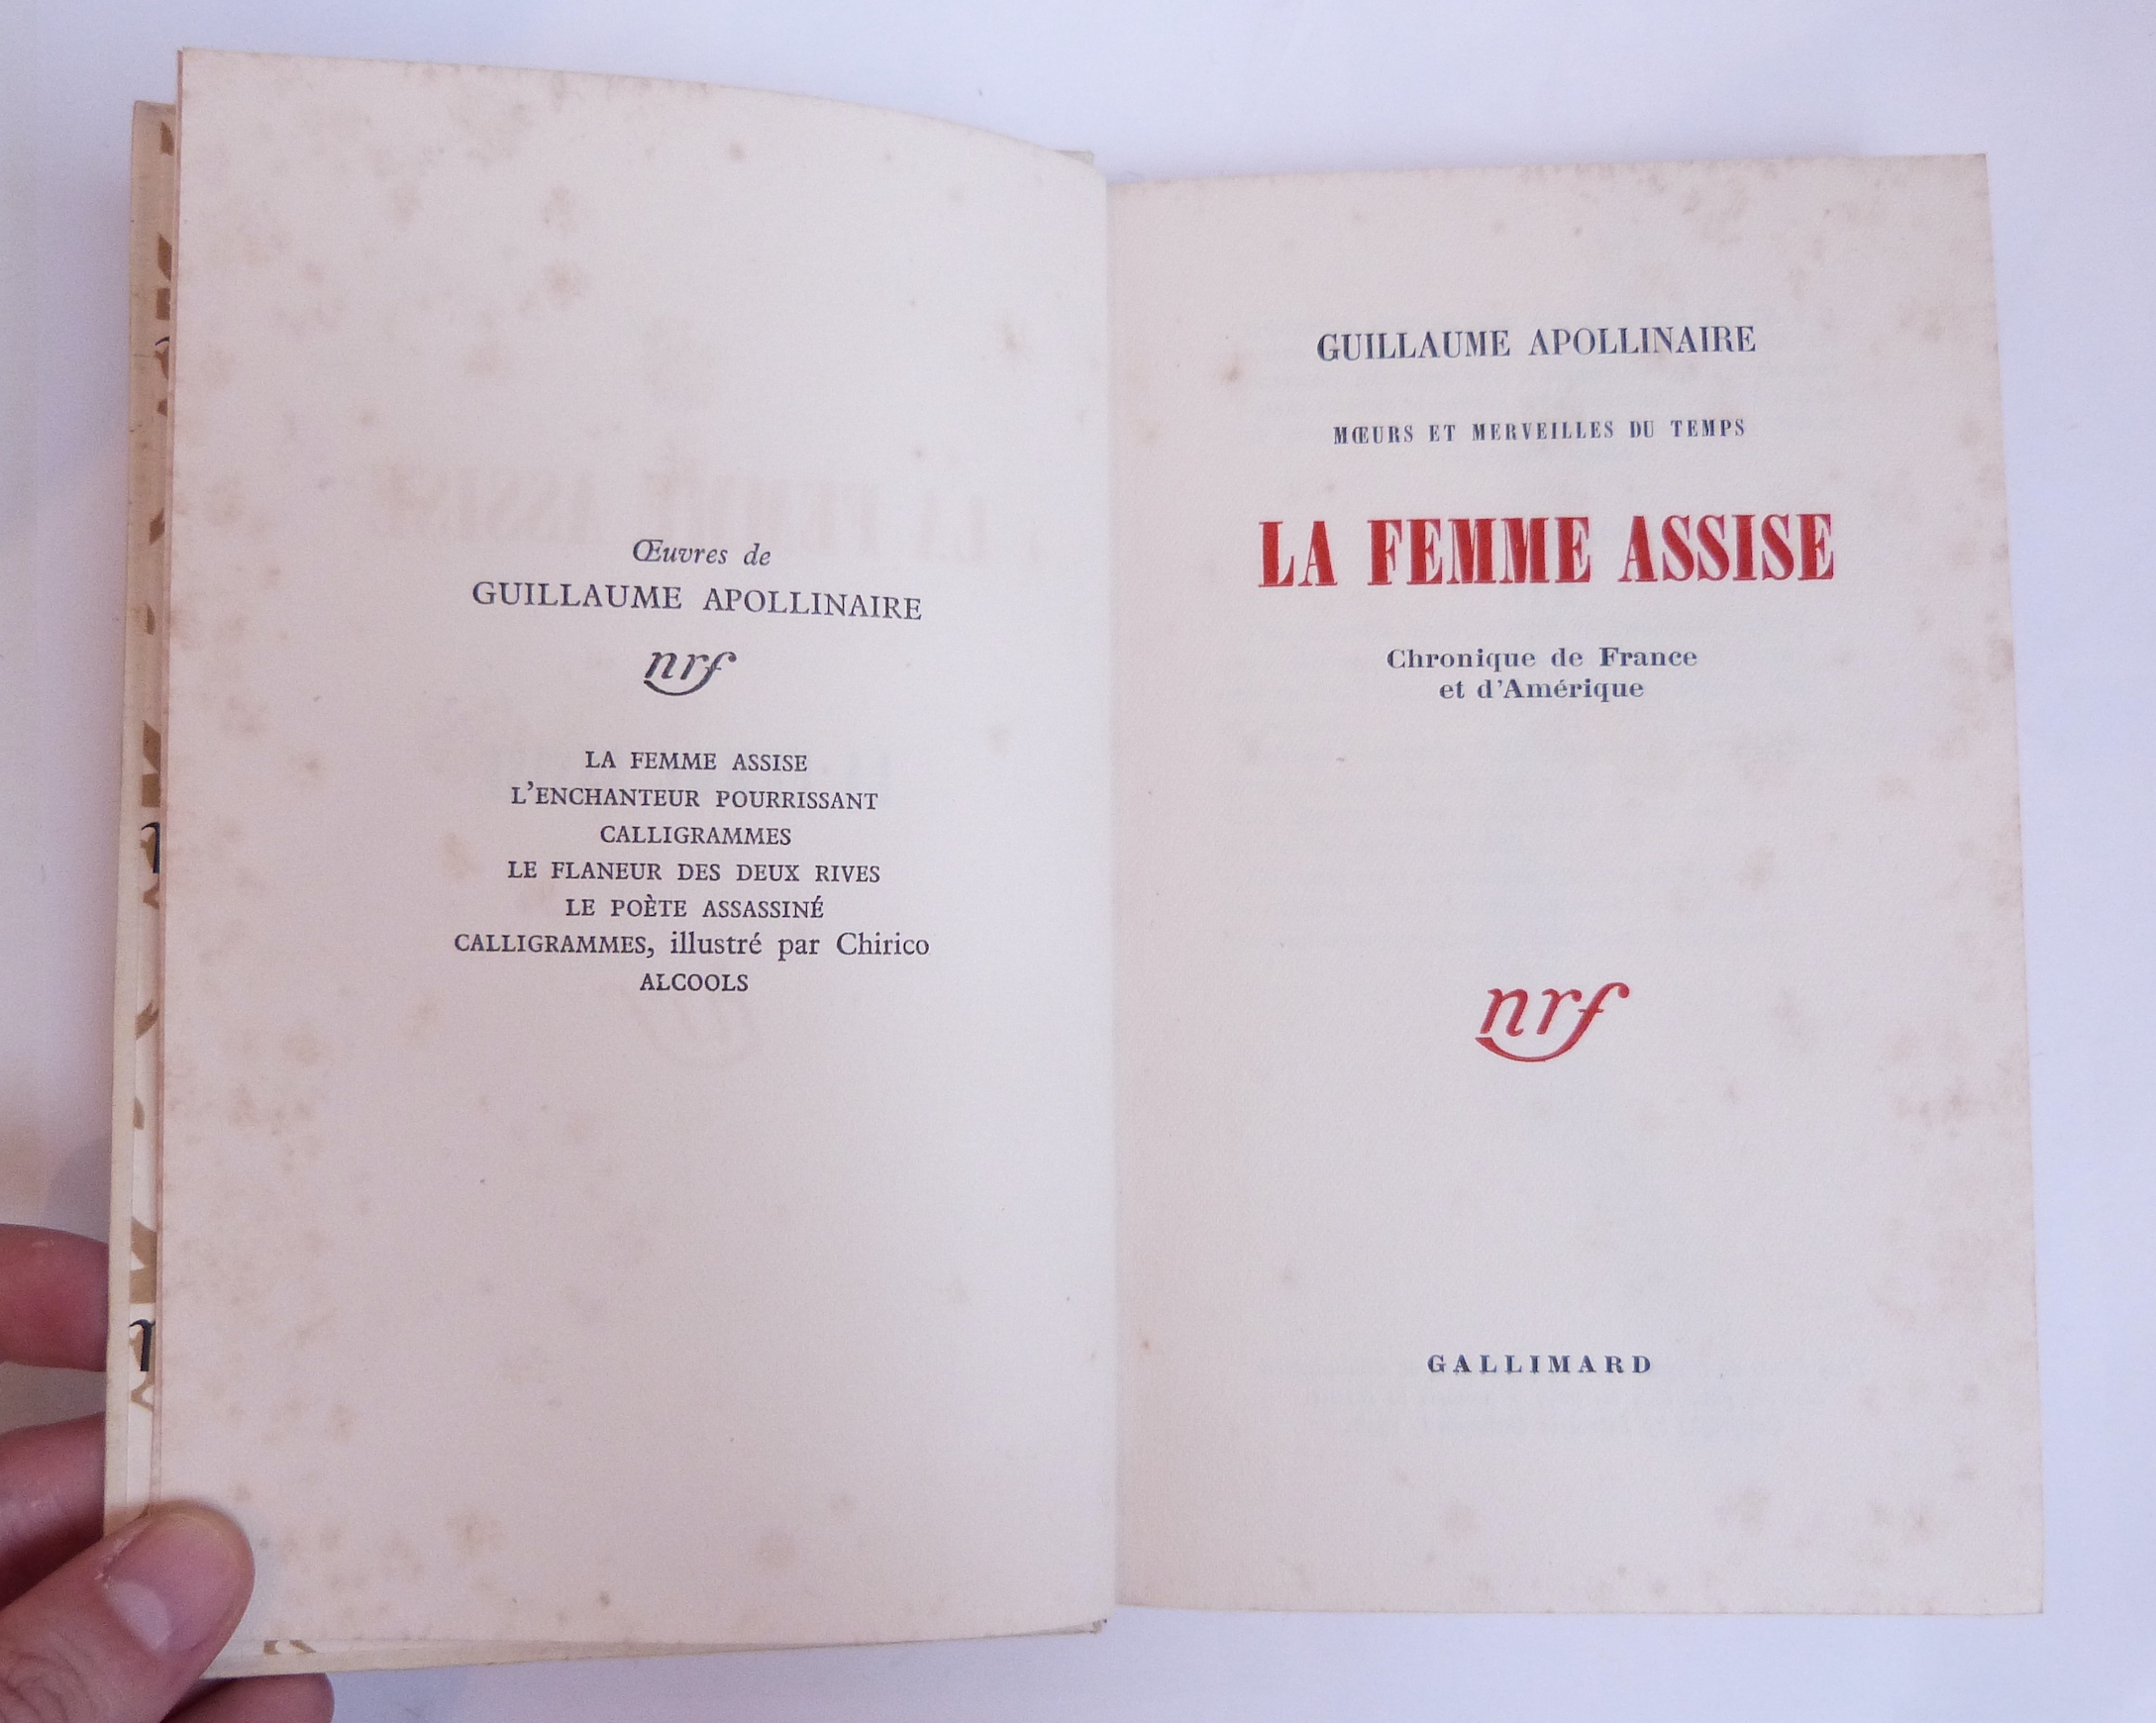 Œuvres de
GUILLAUME APOLLINAIRE
nrf
LA FEMME ASSISE
L'ENCHANTEUR POURRISSANT
CALLIGRAMMES
LE FLANEUR DES DEUX RIVES
LE POÈTE ASSASSINÉ
CALLIGRAMMES, illustré par Chirico
ALCOOLS
GUILLAUME APOLLINAIRE
MŒURS ET MERVEILLES DU TEMPS
LA FEMME ASSISE
Chronique de France
et d'Amérique
nrf
GALLIMARD